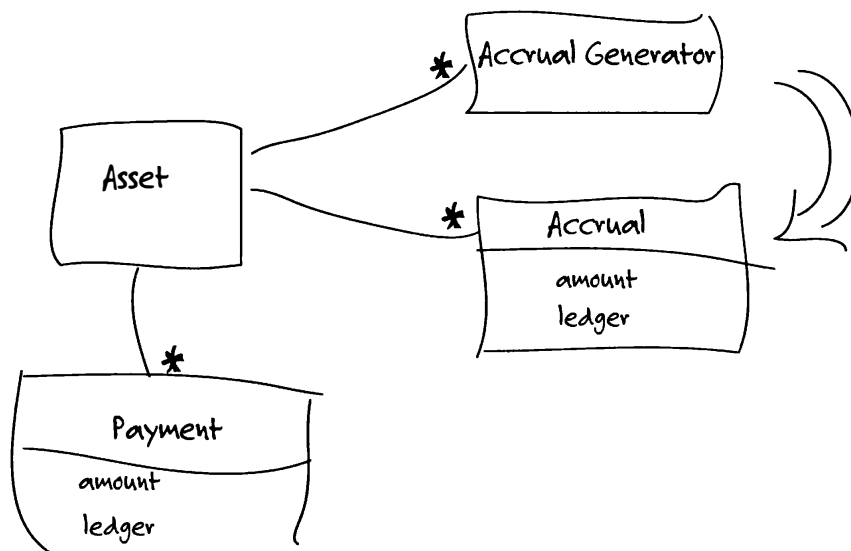 *
Accrual Generator
Asset
*
Accrual
amount
ledger
*
Payment
amount
ledger